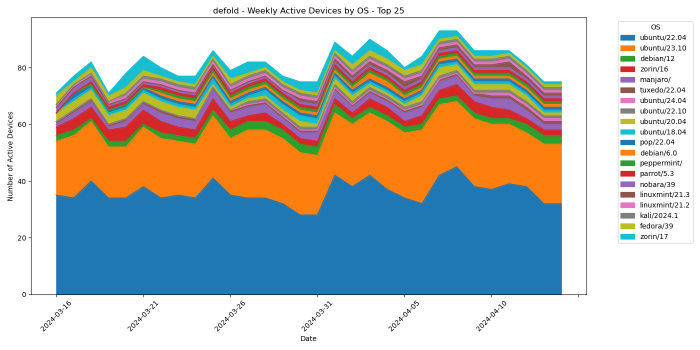 defold - Weekly Active Devices by OS - Top 25
Number of Active Devices
80
60
40
20
0
2024-03-16
2024-03-21
2024-03-26
2024-03-31
2024-04-05
2024-04-10
Date
OS
ubuntu/22.04
ubuntu/23.10
debian/12
zorin/16
manjaro/
tuxedo/22.04
ubuntu/24.04
ubuntu/22.10
ubuntu/20.04
ubuntu/18.04
pop/22.04
debian/6.0
peppermint/
parrot/5.3
nobara/39
linuxmint/21.3
linuxmint/21.2
kali/2024.1
fedora/39
zorin/17